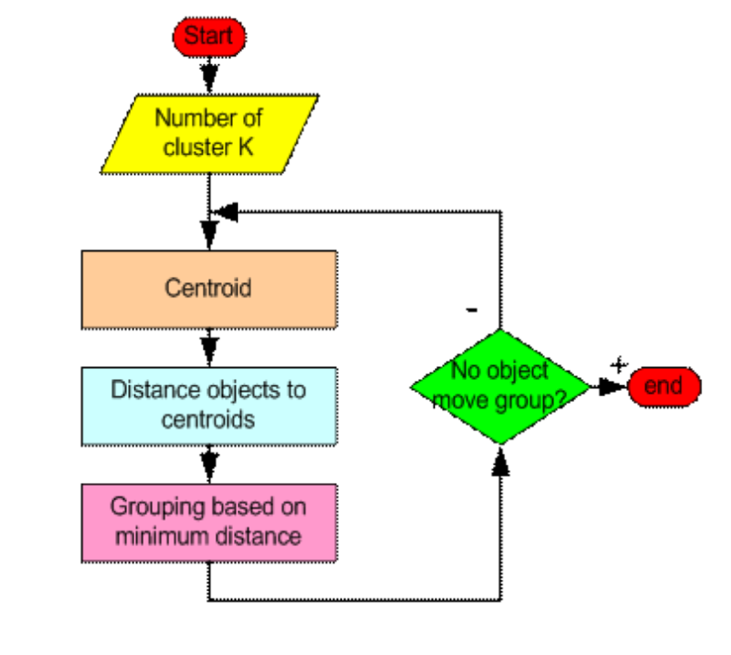 Start
Number of
cluster K
Centroid
Distance objects to
centroids
Grouping based on
minimum distance
-
No object
move group?
+
end